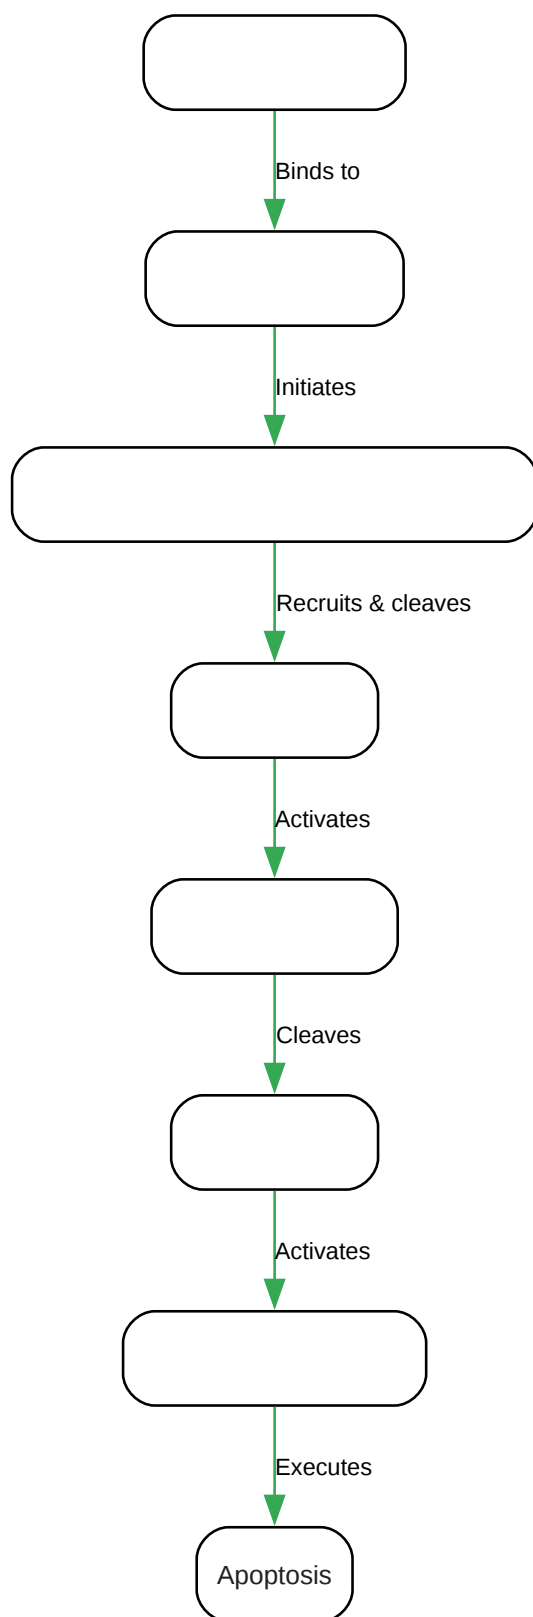 Binds to
Initiates
Recruits & cleaves
Activates
Cleaves
Activates
Executes
Apoptosis